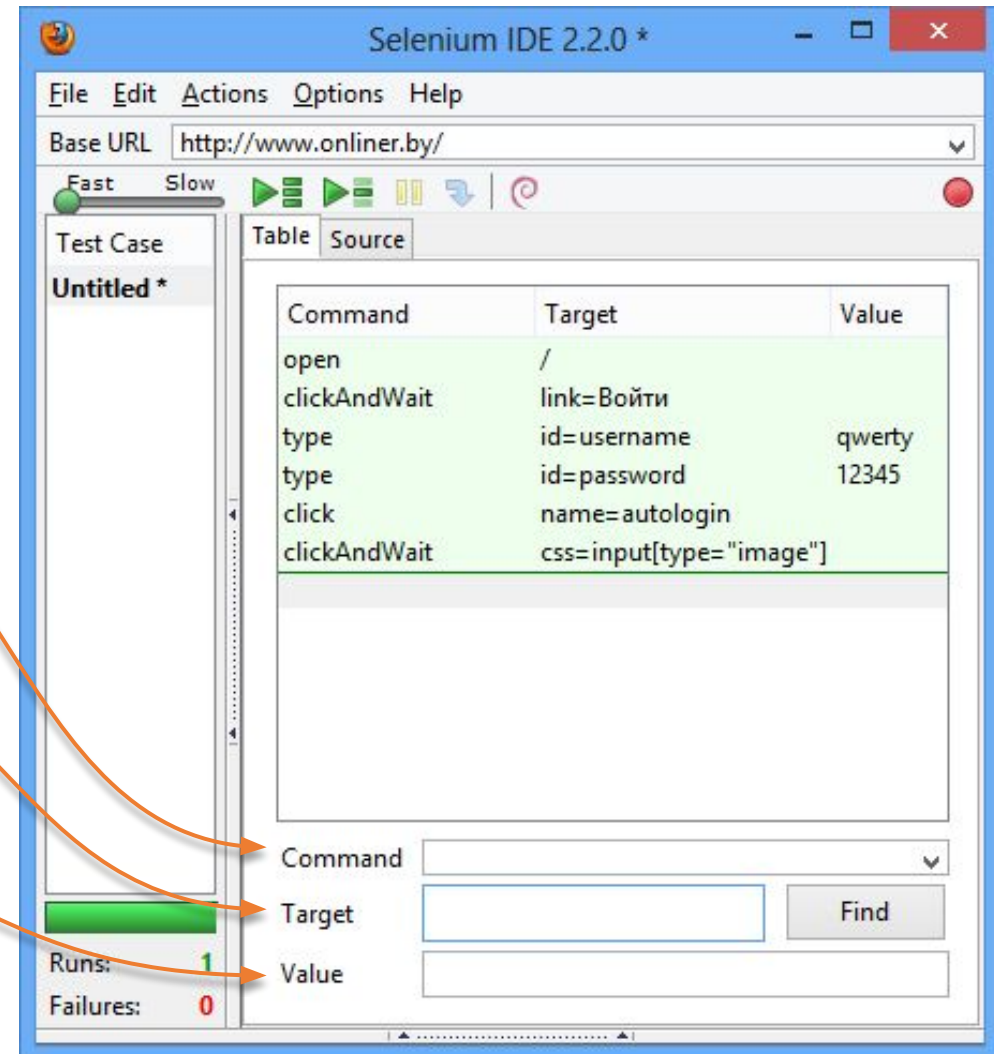 Selenium IDE 2.2.0 *
File Edit Actions Options Help
Base URL http://www.onliner.by/
Fast Slow
Test Case
Untitled *
Table Source
Command Target Value
open /
clickAndWait link=Войти
type id=username qwerty
type id=password 12345
click name=autologin
clickAndWait css=input[type="image"]
Command
Target Find
Value
Runs: 1
Failures: 0